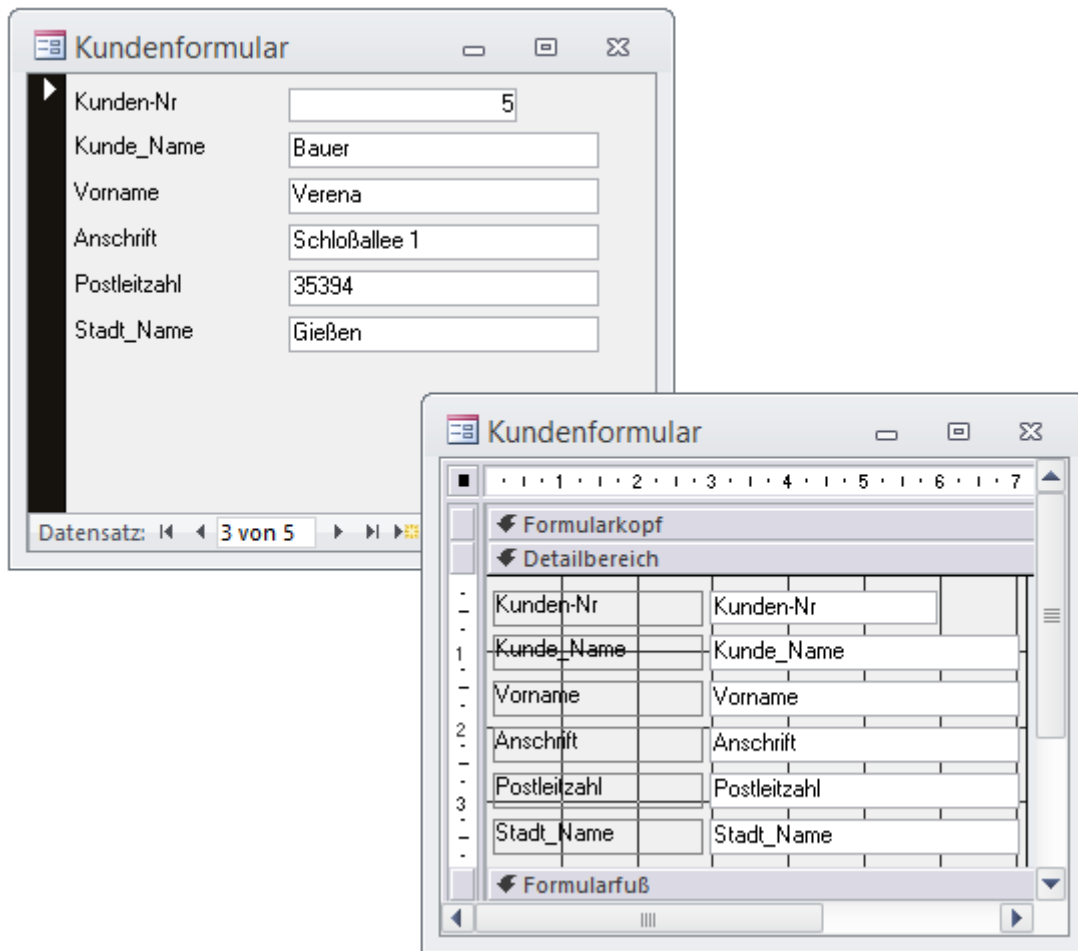 Kundenformular
Kunden-Nr 5
Kunde_Name Bauer
Vorname Verena
Anschrift Schloßallee 1
Postleitzahl 35394
Stadt_Name Gießen
Datensatz: 3 von 5
Kundenformular
1 2 3 4 5 6 7
Formularkopf
Detailbereich
Kunden-Nr Kunden-Nr
1 Kunde_Name Kunde_Name
Vorname Vorname
2 Anschrift Anschrift
Postleitzahl Postleitzahl
3 Stadt_Name Stadt_Name
Formularfuß